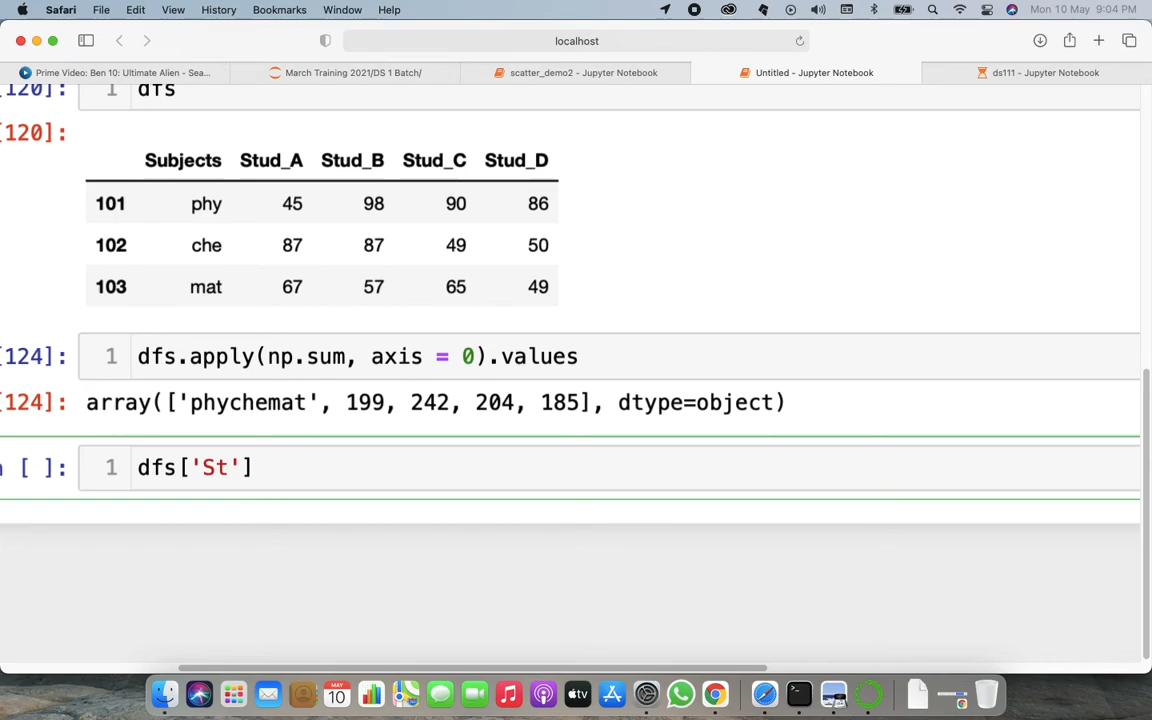 Safari File Edit View History Bookmarks Window Help Mon 10 May 9:04 PM
localhost
Prime Video: Ben 10: Ultimate Alien - Sea... March Training 2021/DS 1 Batch/ scatter_demo2 - Jupyter Notebook Untitled - Jupyter Notebook ds111 - Jupyter Notebook
[120]: 1 dfs
[120]:
Subjects Stud_A Stud_B Stud_C Stud_D
101 phy 45 98 90 86
102 che 87 87 49 50
103 mat 67 57 65 49
[124]: 1 dfs.apply(np.sum, axis = 0).values
[124]: array(['phychemat', 199, 242, 204, 185], dtype=object)
n [ ]: 1 dfs['St']
MAY
10
tv